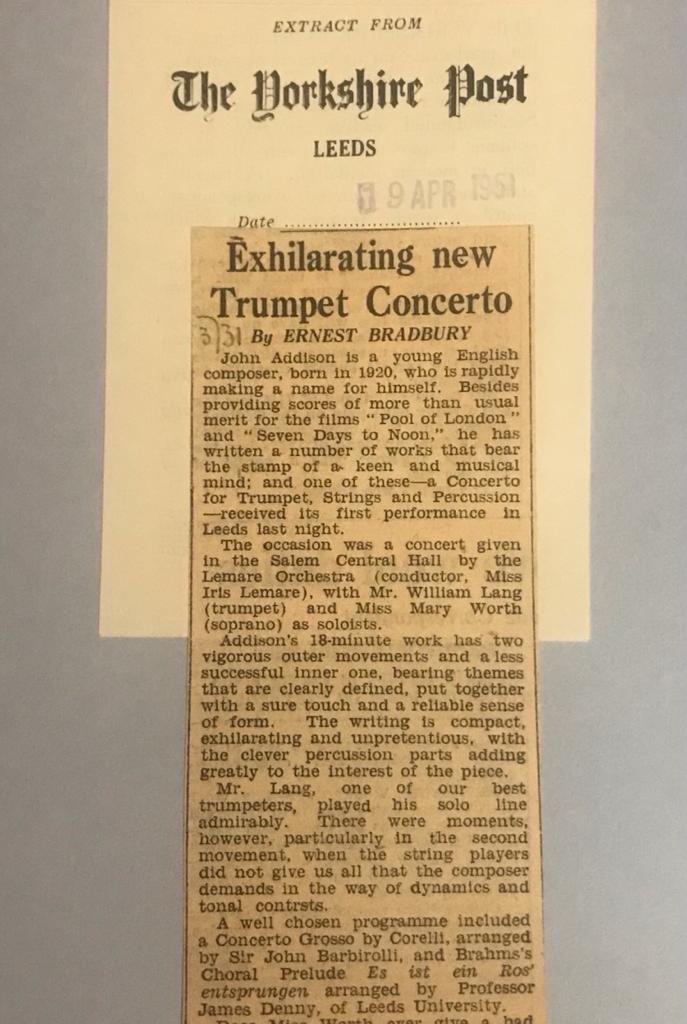 EXTRACT FROM
The Yorkshire Post
LEEDS
19 APR 1951
Date ..............................
Exhilarating new
Trumpet Concerto
3/31 By ERNEST BRADBURY
John Addison is a young English
composer, born in 1920, who is rapidly
making a name for himself. Besides
providing scores of more than usual
merit for the films “Pool of London”
and “Seven Days to Noon,” he has
written a number of works that bear
the stamp of a keen and musical
mind; and one of these—a Concerto
for Trumpet, Strings and Percussion
—received its first performance in
Leeds last night.
The occasion was a concert given
in the Salem Central Hall by the
Lemare Orchestra (conductor, Miss
Iris Lemare), with Mr. William Lang
(trumpet) and Miss Mary Worth
(soprano) as soloists.
Addison's 18-minute work has two
vigorous outer movements and a less
successful inner one, bearing themes
that are clearly defined, put together
with a sure touch and a reliable sense
of form. The writing is compact,
exhilarating and unpretentious, with
the clever percussion parts adding
greatly to the interest of the piece.
Mr. Lang, one of our best
trumpeters, played his solo line
admirably. There were moments,
however, particularly in the second
movement, when the string players
did not give us all that the composer
demands in the way of dynamics and
tonal contrsts.
A well chosen programme included
a Concerto Grosso by Corelli, arranged
by Sir John Barbirolli, and Brahms's
Choral Prelude Es ist ein Ros'
entsprungen arranged by Professor
James Denny, of Leeds University.
Does Miss Worth ever give a bad